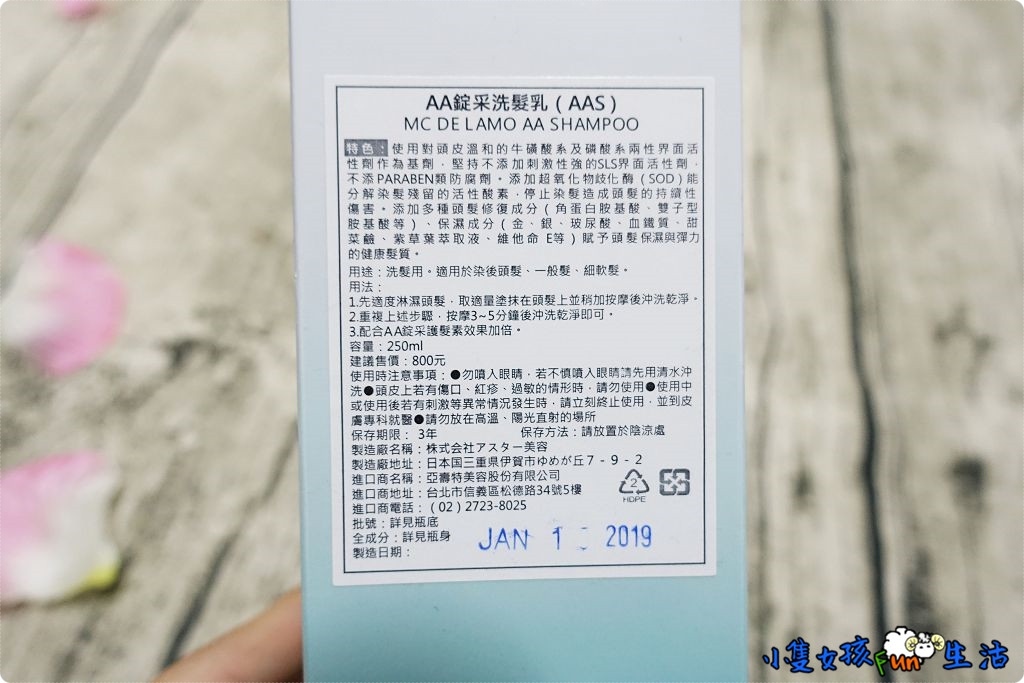 AA錠采洗髮乳（AAS）
MC DE LAMO AA SHAMPOO
特色：使用對頭皮溫和的牛磺酸系及磷酸系兩性界面活
性劑作為基劑，堅持不添加刺激性強的SLS界面活性劑，
不添PARABEN類防腐劑。添加超氧化物歧化酶（SOD）能
分解染髮殘留的活性酸素，停止染髮造成頭髮的持續性
傷害。添加多種頭髮修復成分（角蛋白胺基酸、雙子型
胺基酸等）、保濕成分（金、銀、玻尿酸、血鐵質、甜
菜鹼、紫草葉萃取液、維他命E等）賦予頭髮保濕與彈力
的健康髮質。
用途：洗髮用。適用於染後頭髮、一般髮、細軟髮。
用法：
1.先適度淋濕頭髮，取適量塗抹在頭髮上並稍加按摩後沖洗乾淨。
2.重複上述步驟，按摩3~5分鐘後沖洗乾淨即可。
3.配合AA錠采護髮素效果加倍。
容量：250ml
建議售價：800元
使用時注意事項：●勿噴入眼睛，若不慎噴入眼睛請先用清水沖
洗●頭皮上若有傷口、紅疹、過敏的情形時，請勿使用●使用中
或使用後若有刺激等異常情況發生時，請立刻終止使用，並到皮
膚專科就醫●請勿放在高溫、陽光直射的場所
保存期限：3年 保存方法：請放置於陰涼處
製造廠名稱：株式会社アスター美容
製造廠地址：日本国三重県伊賀市ゆめが丘7-9-2
進口商名稱：亞壽特美容股份有限公司
進口商地址：台北市信義區松德路34號5樓
進口商電話：（02）2723-8025
批號：詳見瓶底
全成分：詳見瓶身
製造日期：
JAN 1 2019
2
HDPE
小隻女孩Fun生活